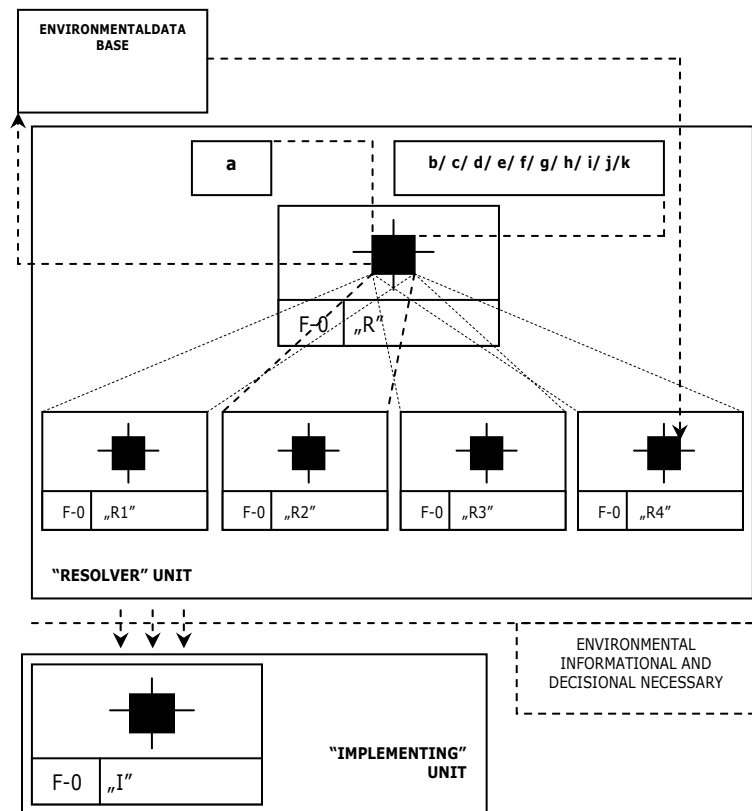 ENVIRONMENTALDATA
BASE
a
b/ c/ d/ e/ f/ g/ h/ i/ j/k
F-0 „R”
F-0 „R1” F-0 „R2” F-0 „R3” F-0 „R4”
“RESOLVER” UNIT
ENVIRONMENTAL
INFORMATIONAL AND
DECISIONAL NECESSARY
“IMPLEMENTING”
UNIT
F-0 „I”